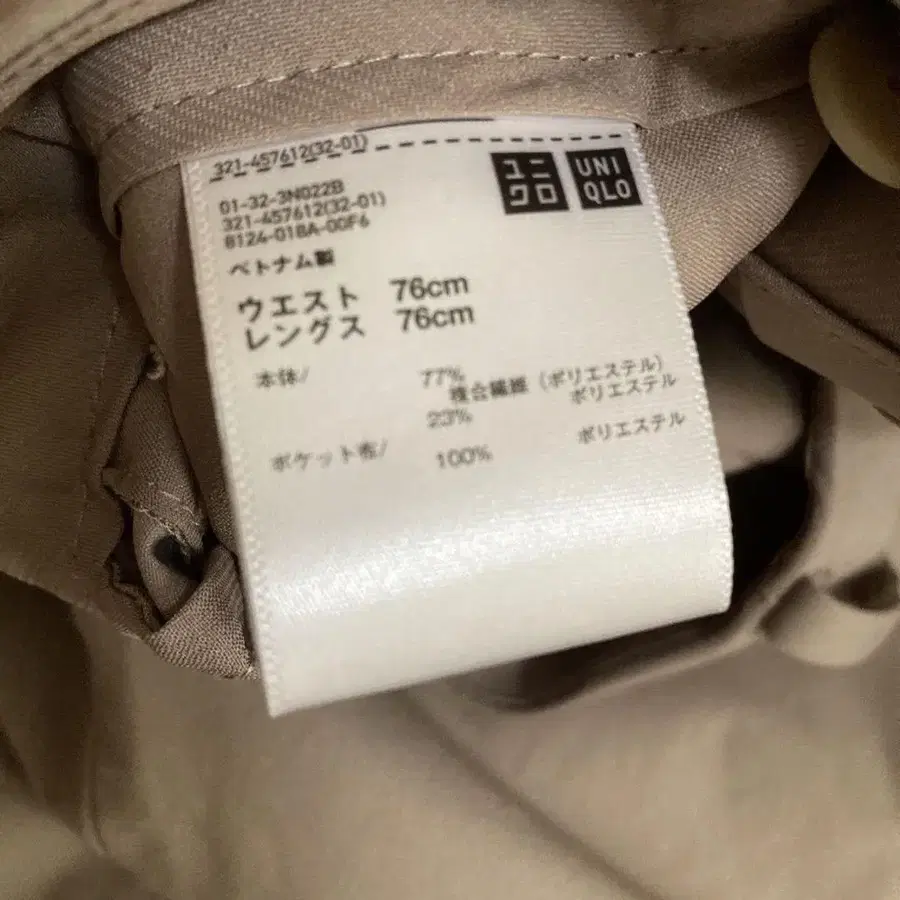 321-457612(32-01)
ユニ
クロ
UNI
QLO
01-32-3N022B
321-457612(32-01)
8124-018A-00F6
ベトナム製
ウエスト 76cm
レングス 76cm
本体/ 77%
複合繊維（ポリエステル）
23% ポリエステル
ポケット布/ 100% ポリエステル